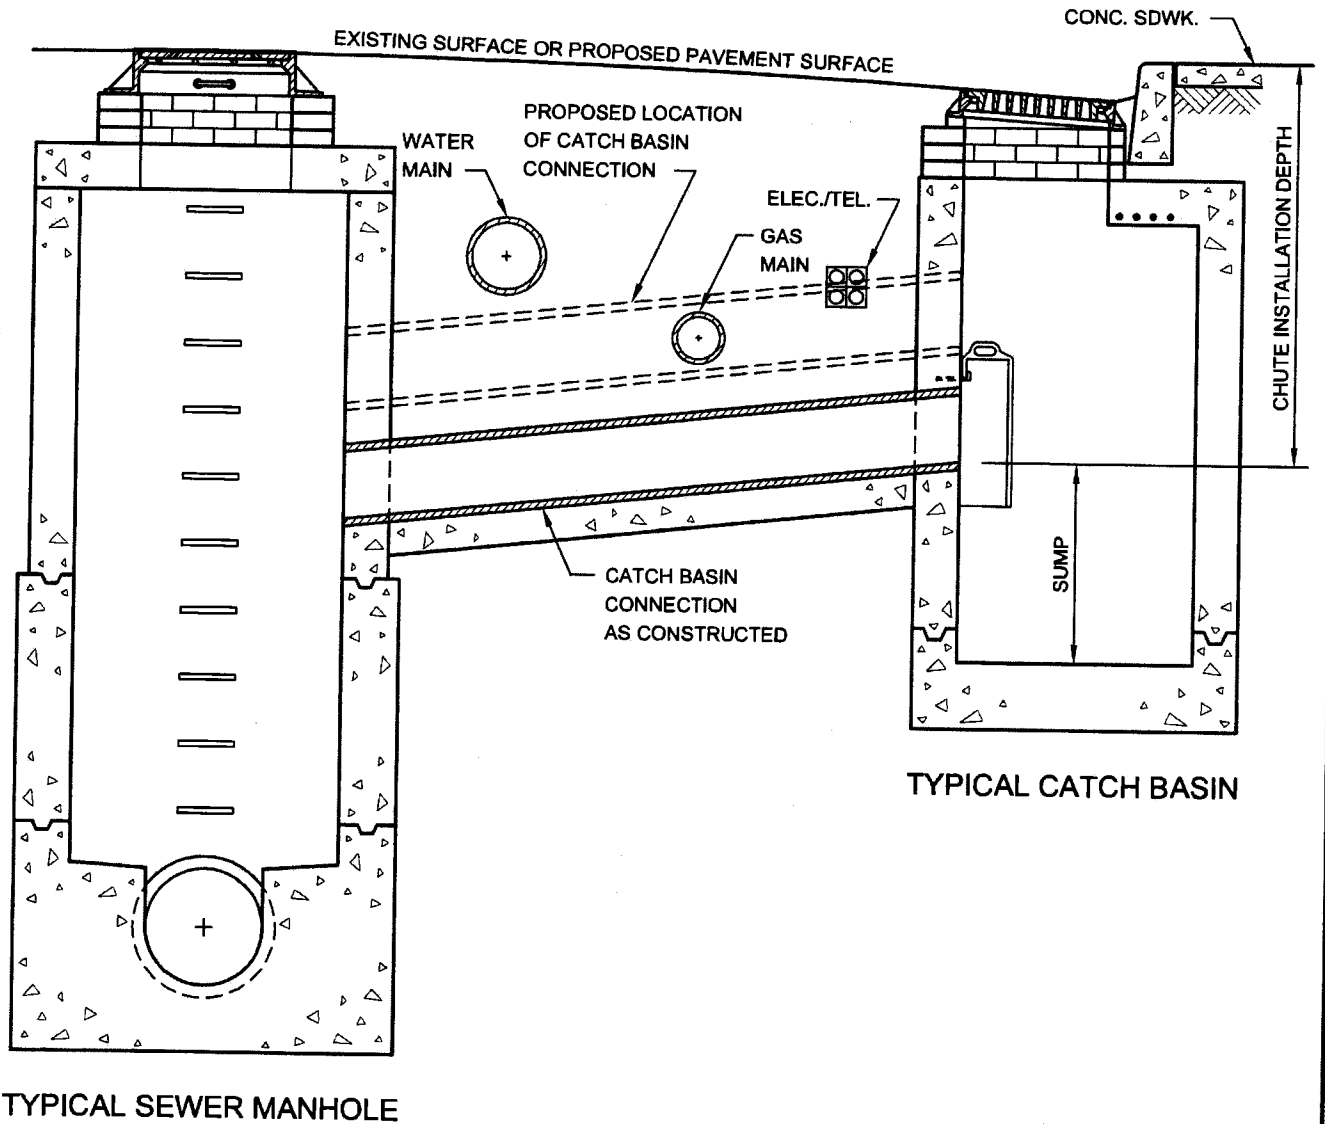 CONC. SDWK.
EXISTING SURFACE OR PROPOSED PAVEMENT SURFACE
PROPOSED LOCATION
OF CATCH BASIN
CONNECTION
WATER
MAIN
ELEC./TEL.
GAS
MAIN
CHUTE INSTALLATION DEPTH
SUMP
CATCH BASIN
CONNECTION
AS CONSTRUCTED
TYPICAL CATCH BASIN
TYPICAL SEWER MANHOLE